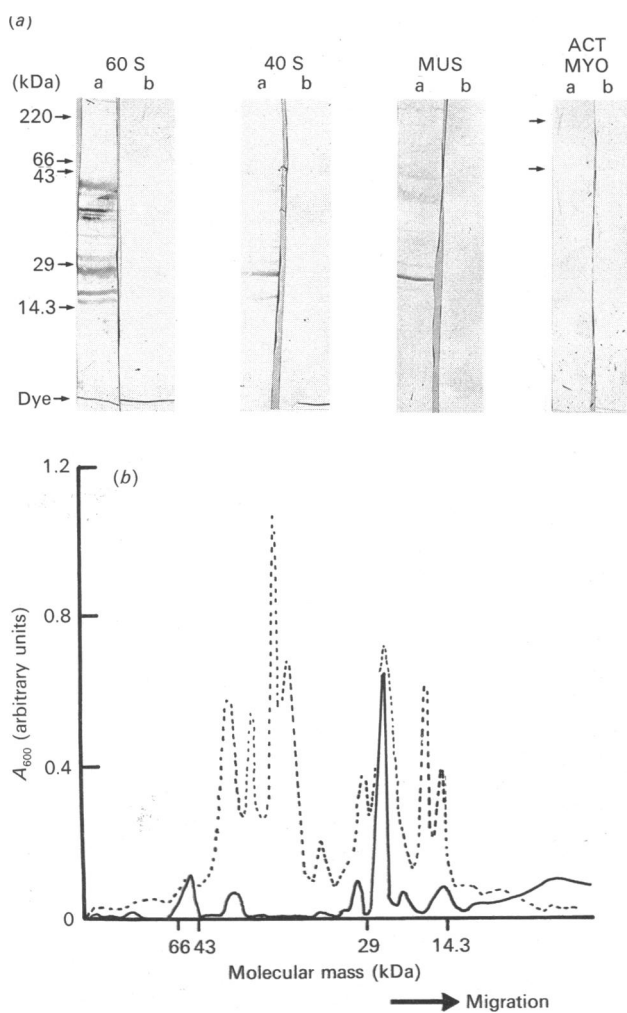 (a)
60 S 40 S MUS ACT MYO
(kDa) a b a b a b a b
220
66
43
29
14.3
Dye
(b)
1.2
0.8
0.4
0
A600 (arbitrary units)
66 43 29 14.3
Molecular mass (kDa)
Migration